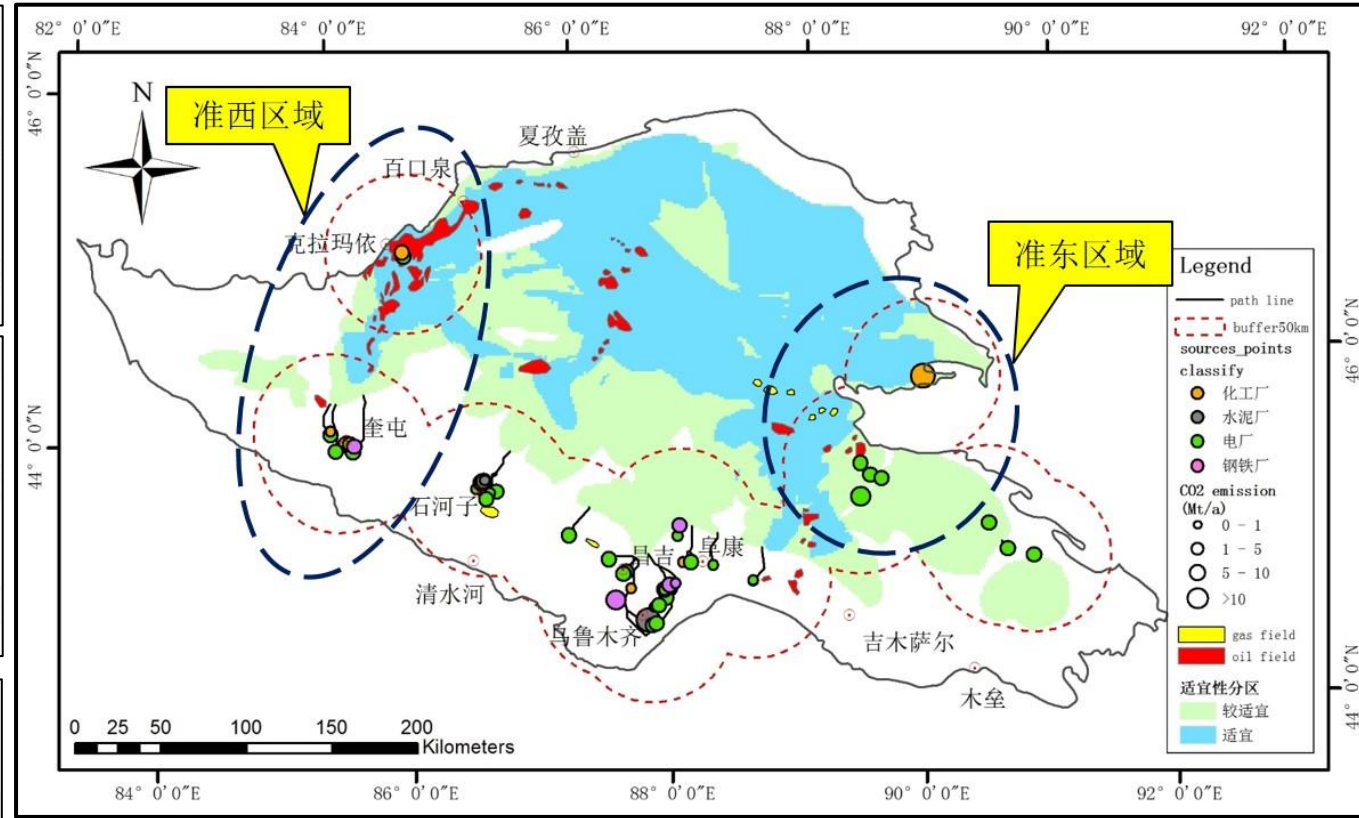 82° 0′0″E
84° 0′0″E
86° 0′0″E
88° 0′0″E
90° 0′0″E
92° 0′0″E
46° 0′0″N
N
准西区域
夏孜盖
百口泉
克拉玛依
准东区域
Legend
path line
buffer50km
sources_points
classify
化工厂
水泥厂
电厂
钢铁厂
CO2 emission
(Mt/a)
0 - 1
1 - 5
5 - 10
>10
gas field
oil field
适宜性分区
较适宜
适宜
46° 0′0″N
奎屯
44° 0′0″N
石河子
昌吉
阜康
清水河
乌鲁木齐
吉木萨尔
木垒
44° 0′0″N
0 25 50 100 150 200
Kilometers
84° 0′0″E
86° 0′0″E
88° 0′0″E
90° 0′0″E
92° 0′0″E